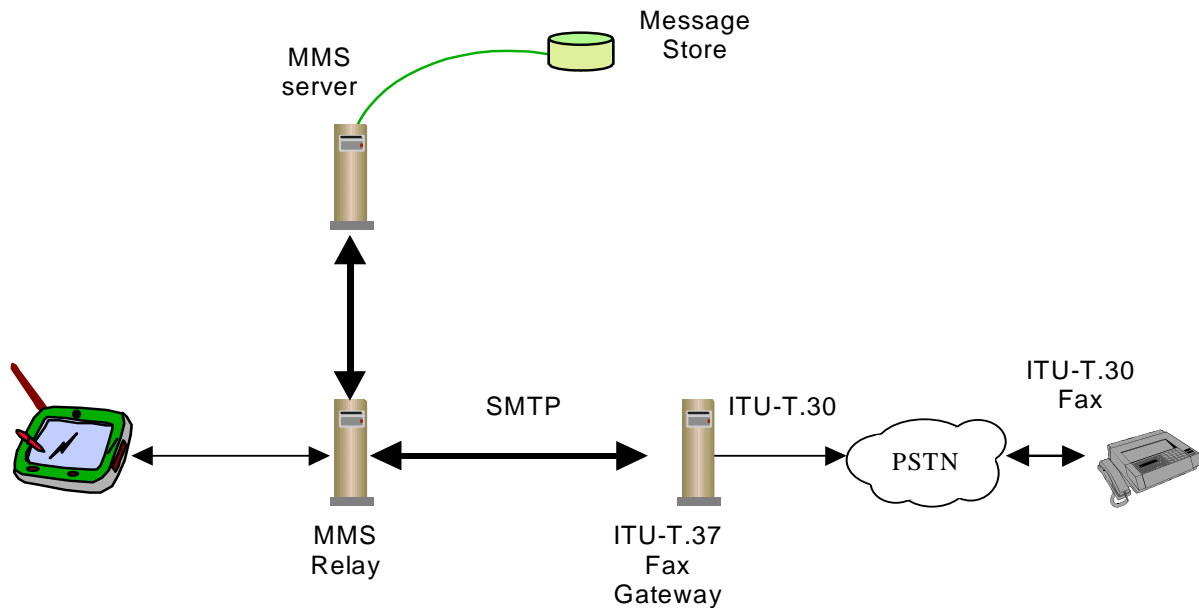 Message
Store
MMS
server
SMTP
ITU-T.30
PSTN
ITU-T.30
Fax
MMS
Relay
ITU-T.37
Fax
Gateway